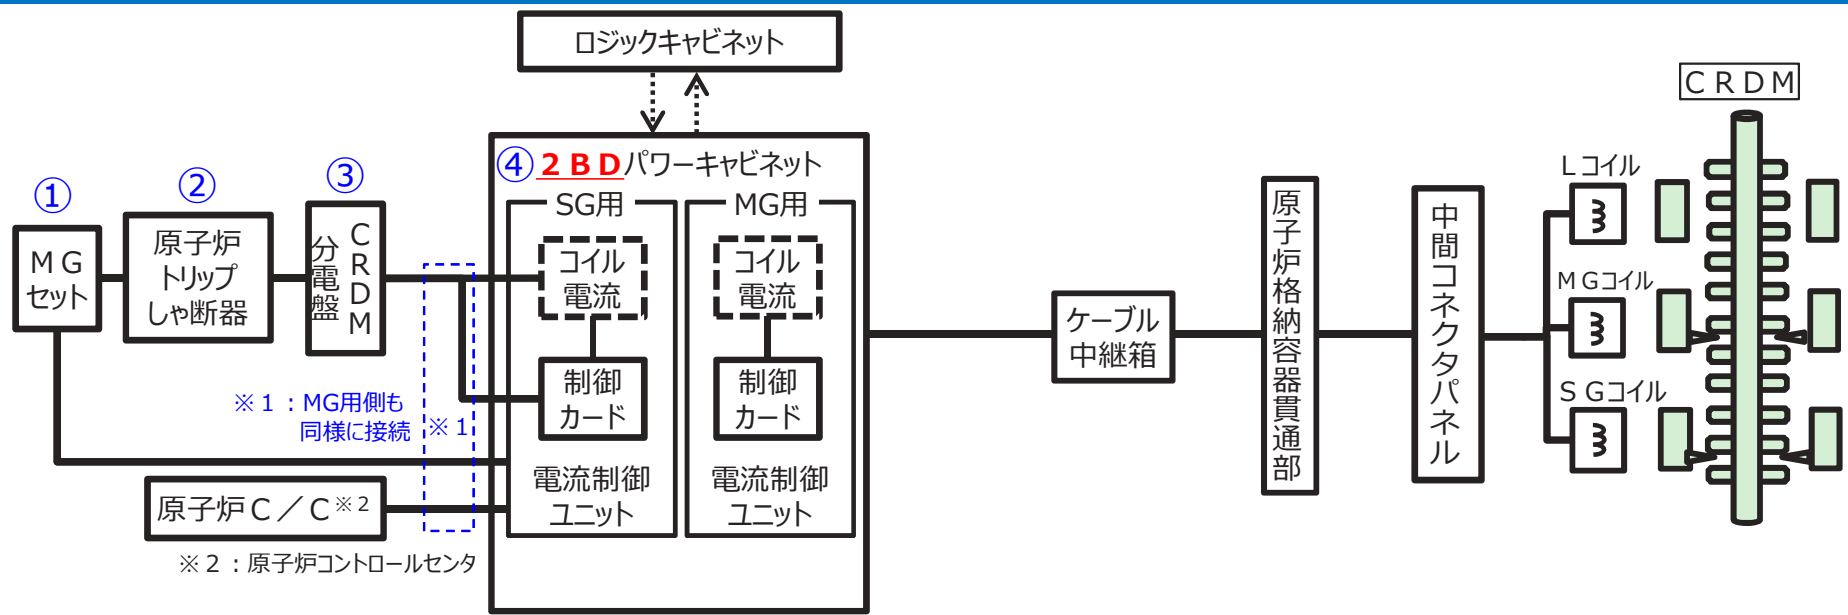 ロジックキャビネット
CRDM
④2BDパワーキャビネット
①
②
③
MG
セット
原子炉
トリップ
しゃ断器
CRDM
分電盤
SG用
コイル
電流
制御
カード
電流制御
ユニット
MG用
コイル
電流
制御
カード
電流制御
ユニット
※1：MG用側も
同様に接続
※1
原子炉C／C※2
※2：原子炉コントロールセンタ
ケーブル
中継箱
原子炉格納容器貫通部
中間コネクタパネル
Lコイル
MGコイル
SGコイル